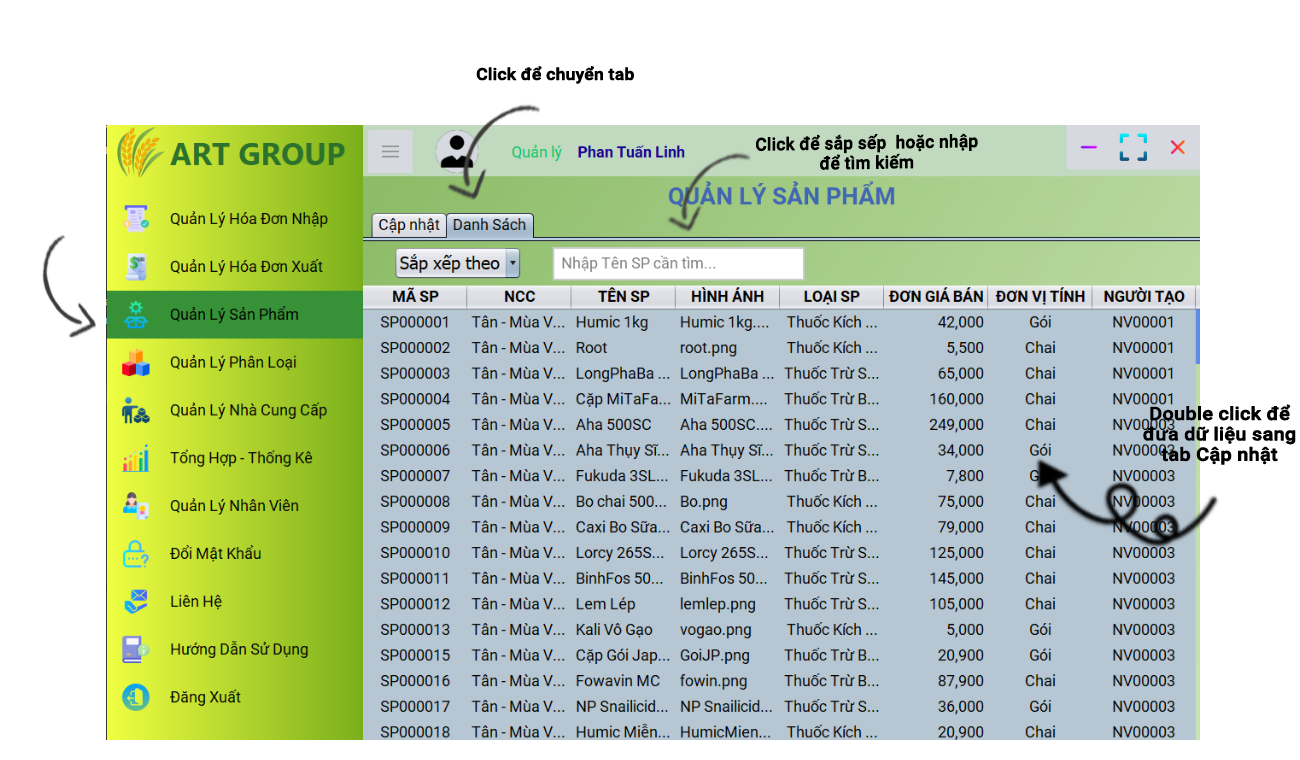 Click để chuyển tab
ART GROUP
Quản lý Phan Tuấn Linh
Click để sắp sếp hoặc nhập
để tìm kiếm
QUẢN LÝ SẢN PHẨM
Quản Lý Hóa Đơn Nhập
Quản Lý Hóa Đơn Xuất
Quản Lý Sản Phẩm
Quản Lý Phân Loại
Quản Lý Nhà Cung Cấp
Tổng Hợp - Thống Kê
Quản Lý Nhân Viên
Đổi Mật Khẩu
Liên Hệ
Hướng Dẫn Sử Dụng
Đăng Xuất
Cập nhật Danh Sách
Sắp xếp theo Nhập Tên SP cần tìm...
MÃ SP NCC TÊN SP HÌNH ẢNH LOẠI SP ĐƠN GIÁ BÁN ĐƠN VỊ TÍNH NGƯỜI TẠO
SP000001 Tân - Mùa V... Humic 1kg Humic 1kg.... Thuốc Kích ... 42,000 Gói NV00001
SP000002 Tân - Mùa V... Root root.png Thuốc Kích ... 5,500 Chai NV00001
SP000003 Tân - Mùa V... LongPhaBa ... LongPhaBa ... Thuốc Trừ S... 65,000 Chai NV00001
SP000004 Tân - Mùa V... Cặp MiTaFa... MiTaFarm.... Thuốc Trừ B... 160,000 Chai NV00001
SP000005 Tân - Mùa V... Aha 500SC Aha 500SC.... Thuốc Trừ S... 249,000 Chai NV00003
SP000006 Tân - Mùa V... Aha Thụy Sĩ... Aha Thụy Sĩ... Thuốc Trừ S... 34,000 Gói NV00003
SP000007 Tân - Mùa V... Fukuda 3SL... Fukuda 3SL... Thuốc Trừ B... 7,800 NV00003
SP000008 Tân - Mùa V... Bo chai 500... Bo.png Thuốc Kích ... 75,000 Chai NV00003
SP000009 Tân - Mùa V... Caxi Bo Sữa... Caxi Bo Sữa... Thuốc Kích ... 79,000 Chai NV00003
SP000010 Tân - Mùa V... Lorcy 265S... Lorcy 265S... Thuốc Trừ S... 125,000 Chai NV00003
SP000011 Tân - Mùa V... BinhFos 50... BinhFos 50... Thuốc Trừ S... 145,000 Chai NV00003
SP000012 Tân - Mùa V... Lem Lép lemlep.png Thuốc Trừ S... 105,000 Chai NV00003
SP000013 Tân - Mùa V... Kali Vô Gạo vogao.png Thuốc Kích ... 5,000 Gói NV00003
SP000015 Tân - Mùa V... Cặp Gói Jap... GoiJP.png Thuốc Trừ B... 20,900 Gói NV00003
SP000016 Tân - Mùa V... Fowavin MC fowin.png Thuốc Trừ B... 87,900 Chai NV00003
SP000017 Tân - Mùa V... NP Snailicid... NP Snailicid... Thuốc Trừ S... 36,000 Gói NV00003
SP000018 Tân - Mùa V... Humic Miễn... HumicMien... Thuốc Kích ... 20,900 Chai NV00003
Double click để
đưa dữ liệu sang
tab Cập nhật